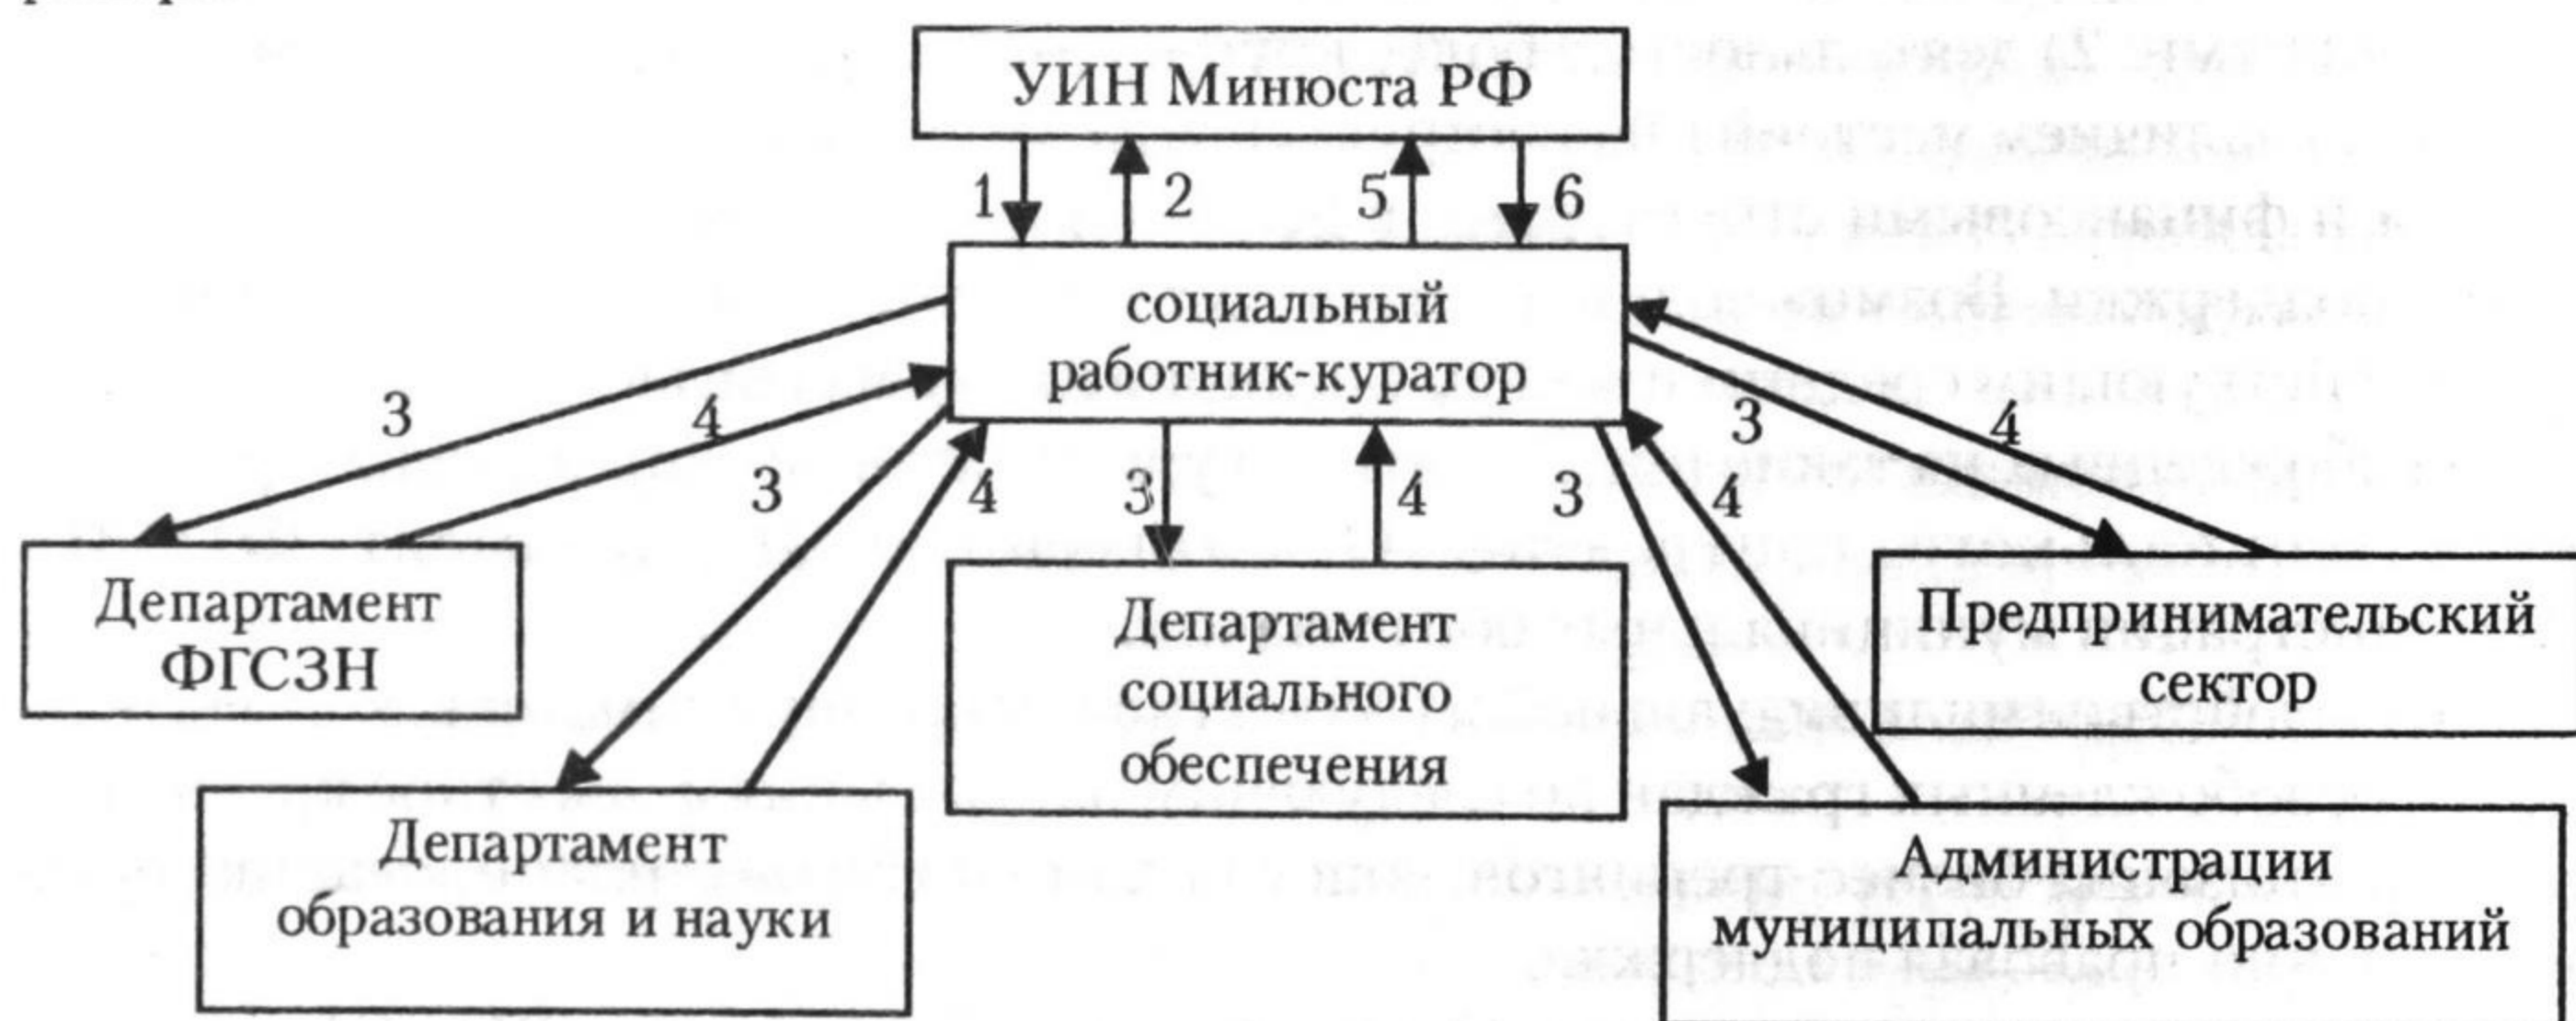 УИН Минюста РФ
1
2
5
6
социальный
работник-куратор
3
4
3
4
3
4
3
4
3
4
Департамент
ФГСЗН
Департамент
социального
обеспечения
Предпринимательский
сектор
Департамент
образования и науки
Администрации
муниципальных образований